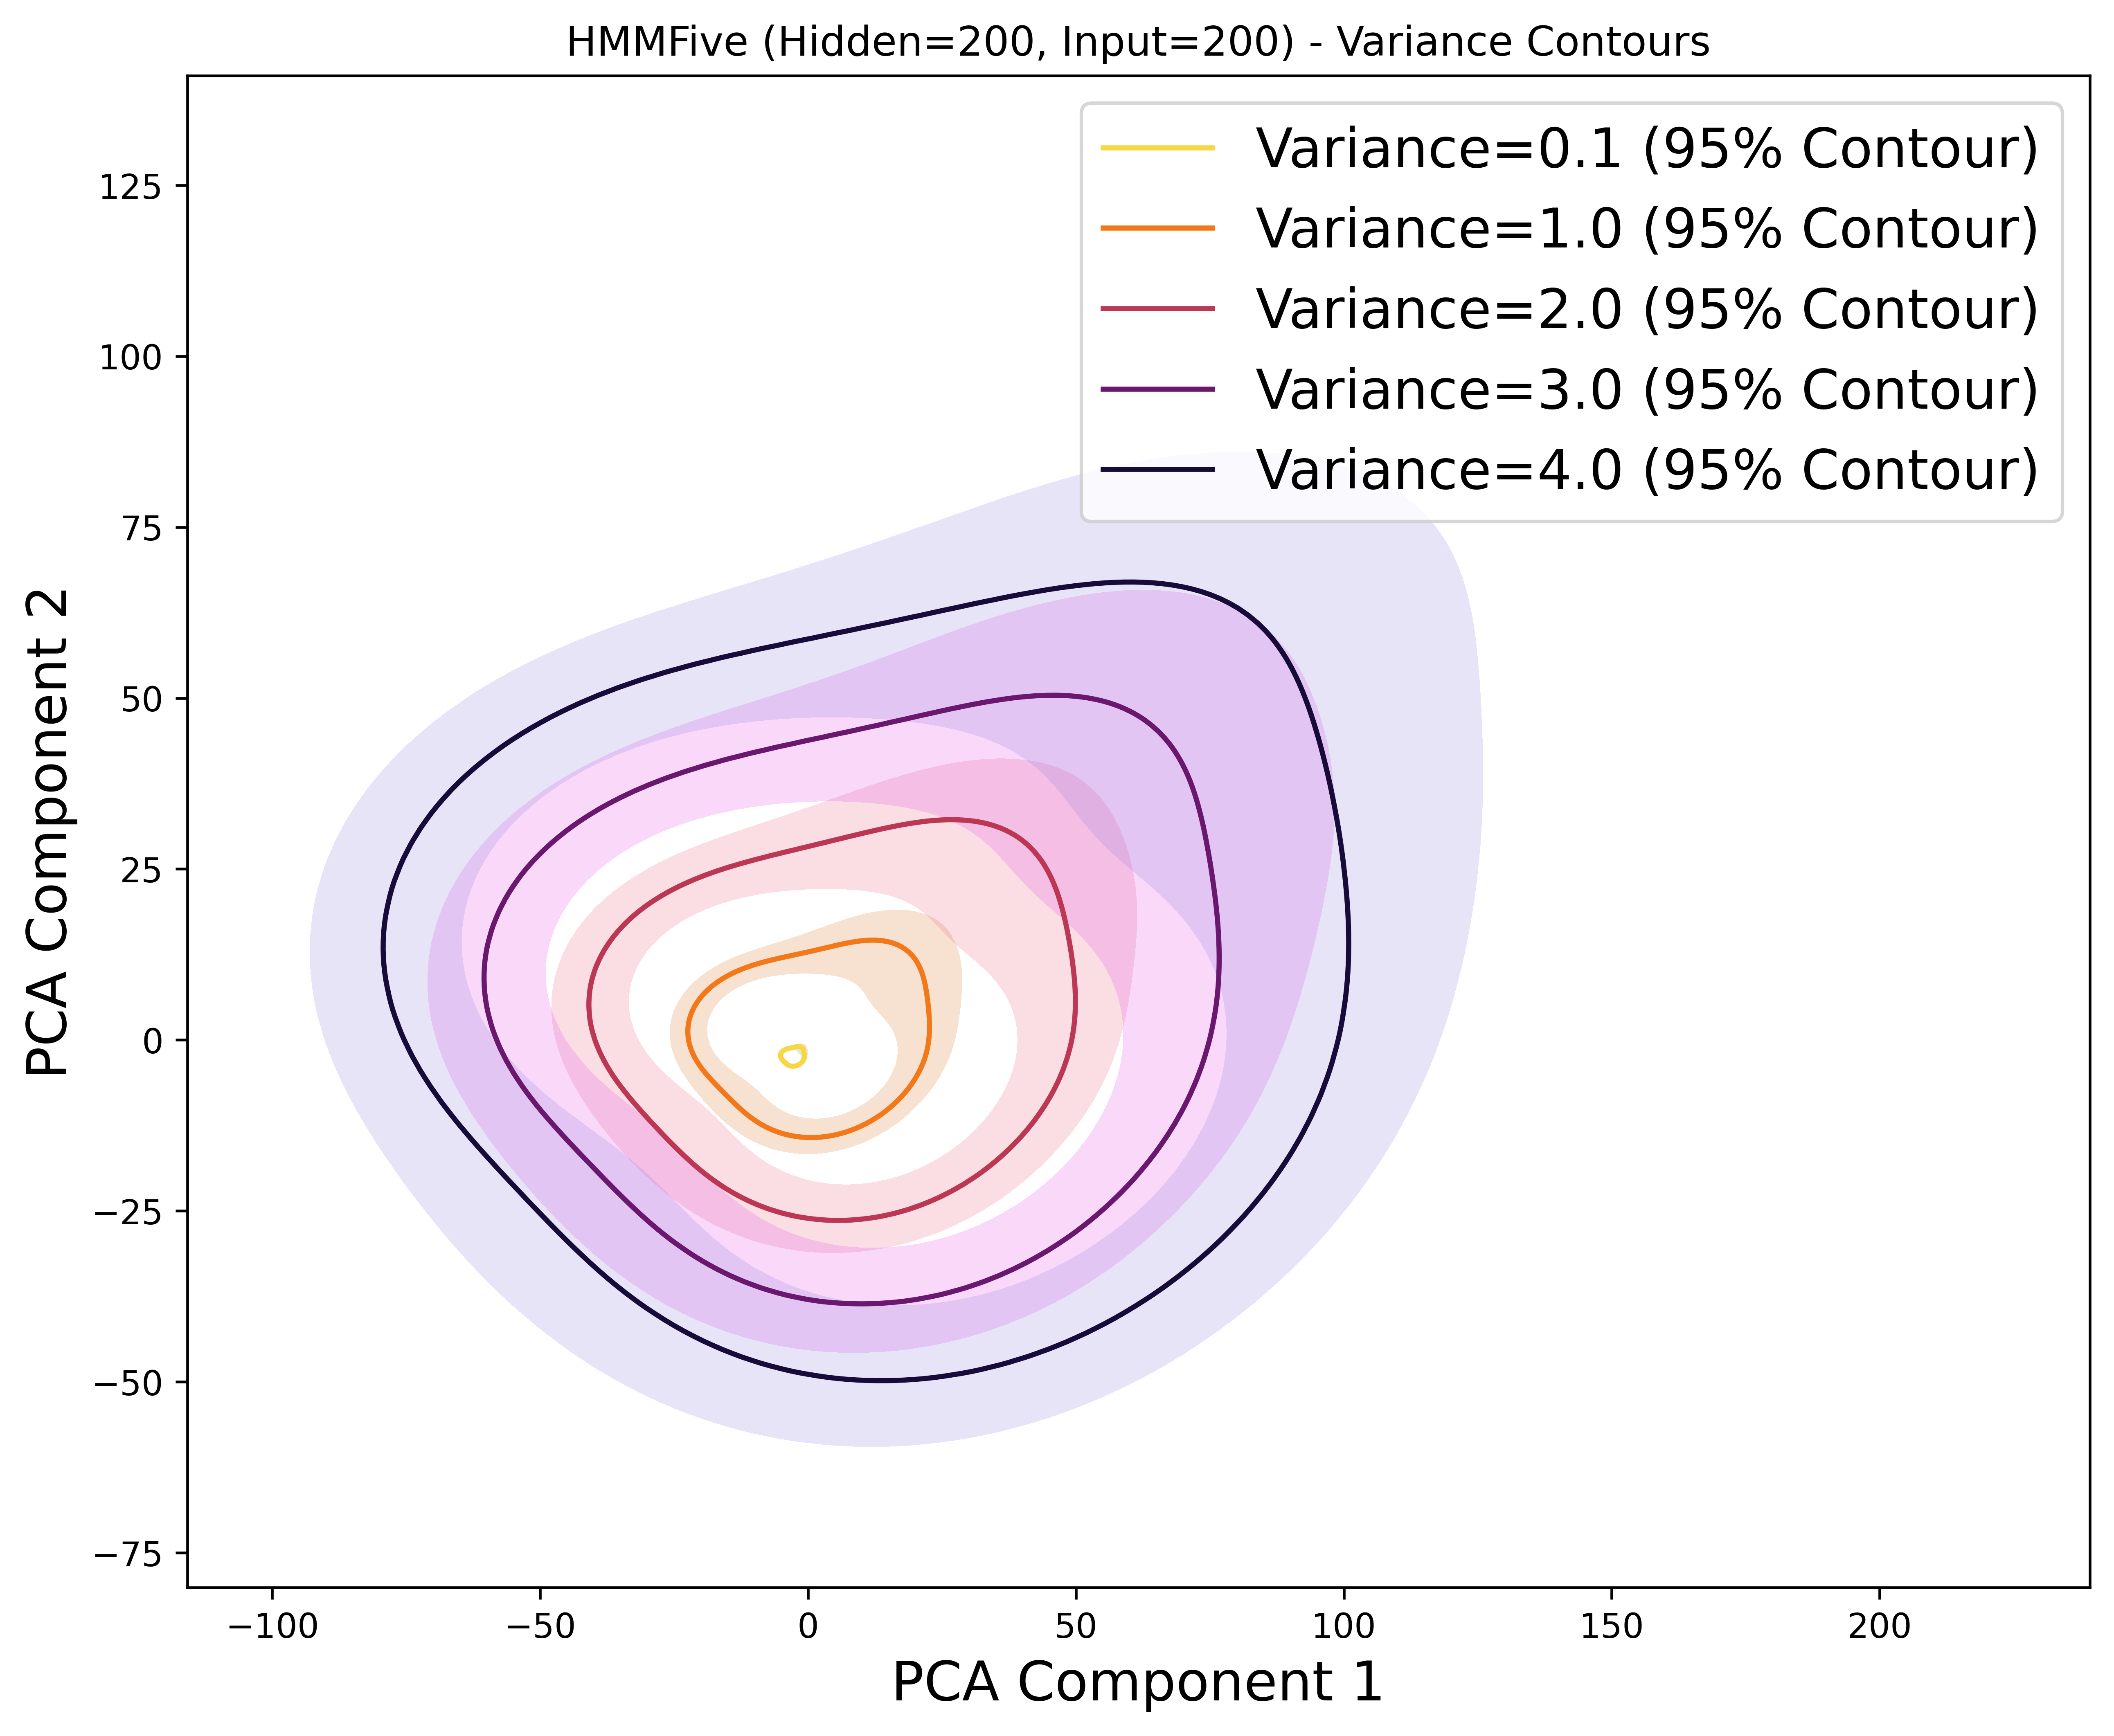 HMMFive (Hidden=200, Input=200) - Variance Contours
Variance=0.1 (95% Contour)
Variance=1.0 (95% Contour)
Variance=2.0 (95% Contour)
Variance=3.0 (95% Contour)
Variance=4.0 (95% Contour)
PCA Component 2
125
100
75
50
25
0
−25
−50
−75
−100
−50
0
50
100
150
200
PCA Component 1